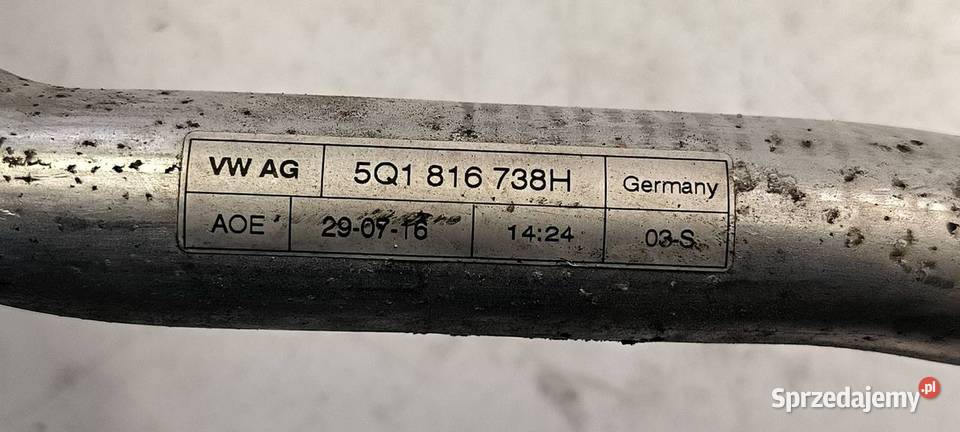 VW AG 5Q1 816 738H Germany
AOE 29-07-16 14:24 03-S
Sprzedajemy.pl